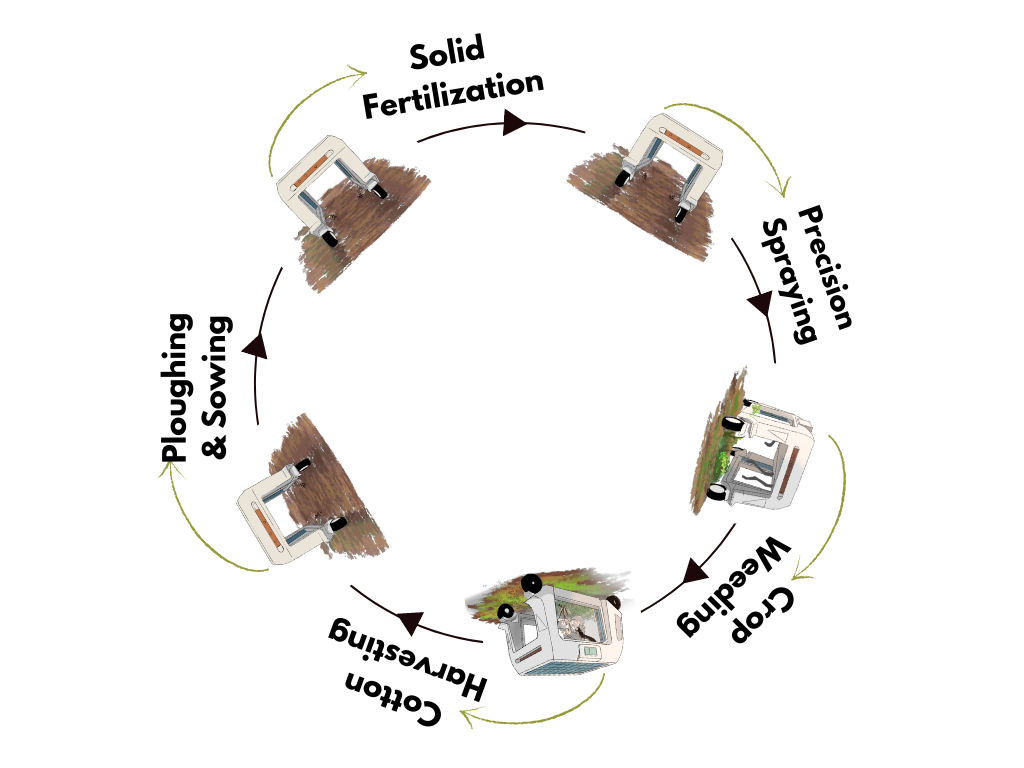 Solid
Fertilization
Precision
Spraying
Crop
Weeding
Cotton
Harvesting
Ploughing
& Sowing